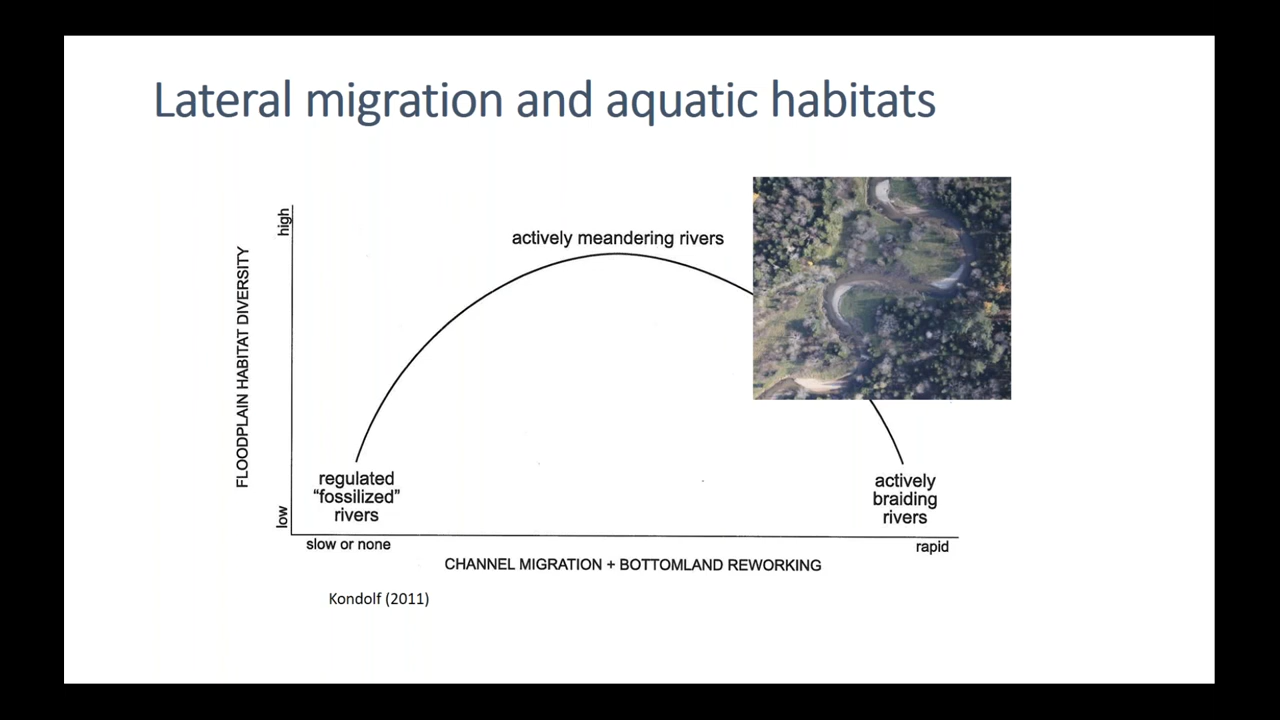 Lateral migration and aquatic habitats
high
FLOODPLAIN HABITAT DIVERSITY
low
actively meandering rivers
regulated
“fossilized”
rivers
actively
braiding
rivers
slow or none
rapid
CHANNEL MIGRATION + BOTTOMLAND REWORKING
Kondolf (2011)